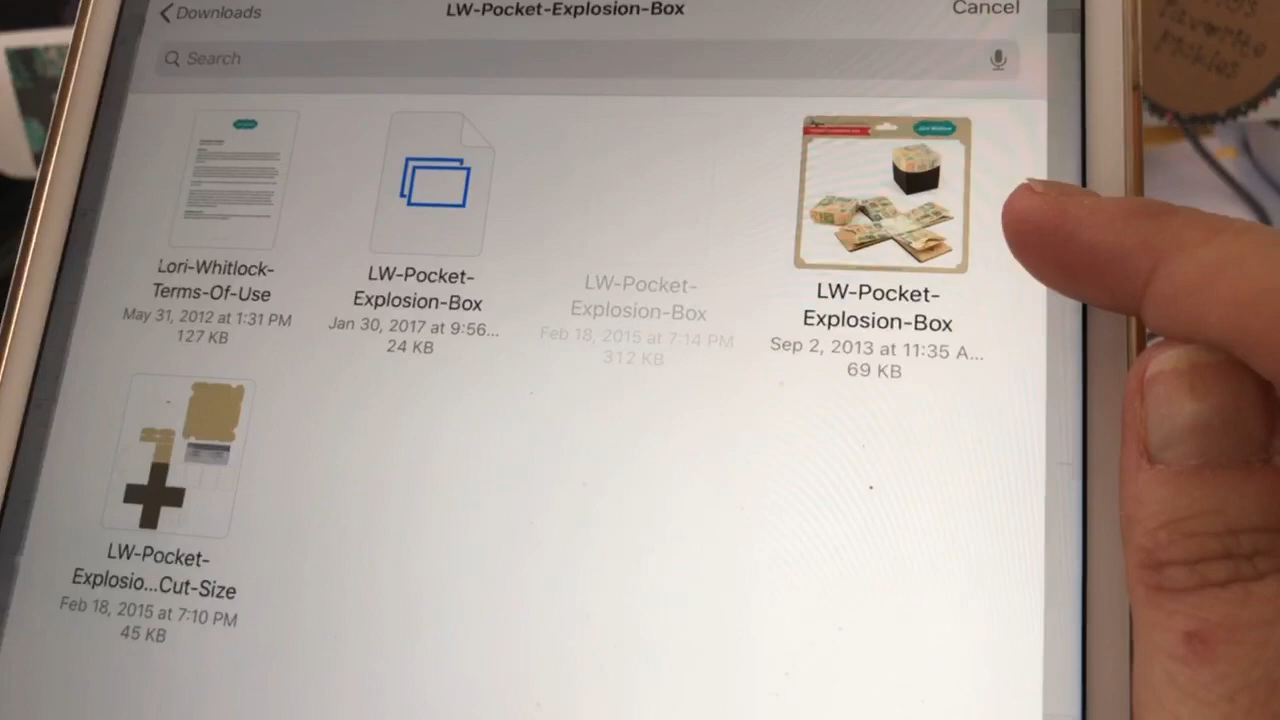 Downloads
LW-Pocket-Explosion-Box
Cancel
Search
Lori-Whitlock-
Terms-Of-Use
May 31, 2012 at 1:31 PM
127 KB
LW-Pocket-
Explosion-Box
Jan 30, 2017 at 9:56...
24 KB
LW-Pocket-
Explosion-Box
Feb 18, 2015 at 7:14 PM
312 KB
LW-Pocket-
Explosion-Box
Sep 2, 2013 at 11:35 A...
69 KB
LW-Pocket-
Explosio...Cut-Size
Feb 18, 2015 at 7:10 PM
45 KB
favorite